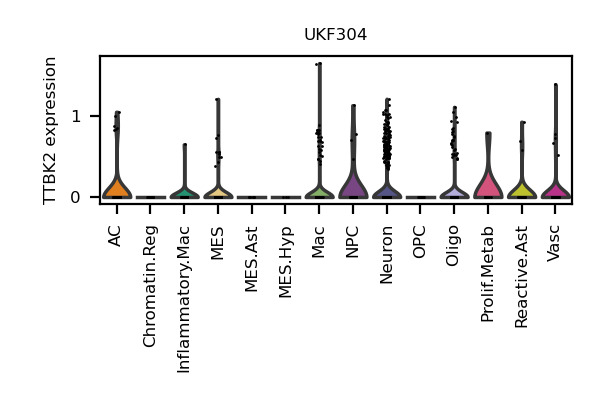 UKF304
TTBK2 expression
1
0
AC
Chromatin.Reg
Inflammatory.Mac
MES
MES.Ast
MES.Hyp
Mac
NPC
Neuron
OPC
Oligo
Prolif.Metab
Reactive.Ast
Vasc